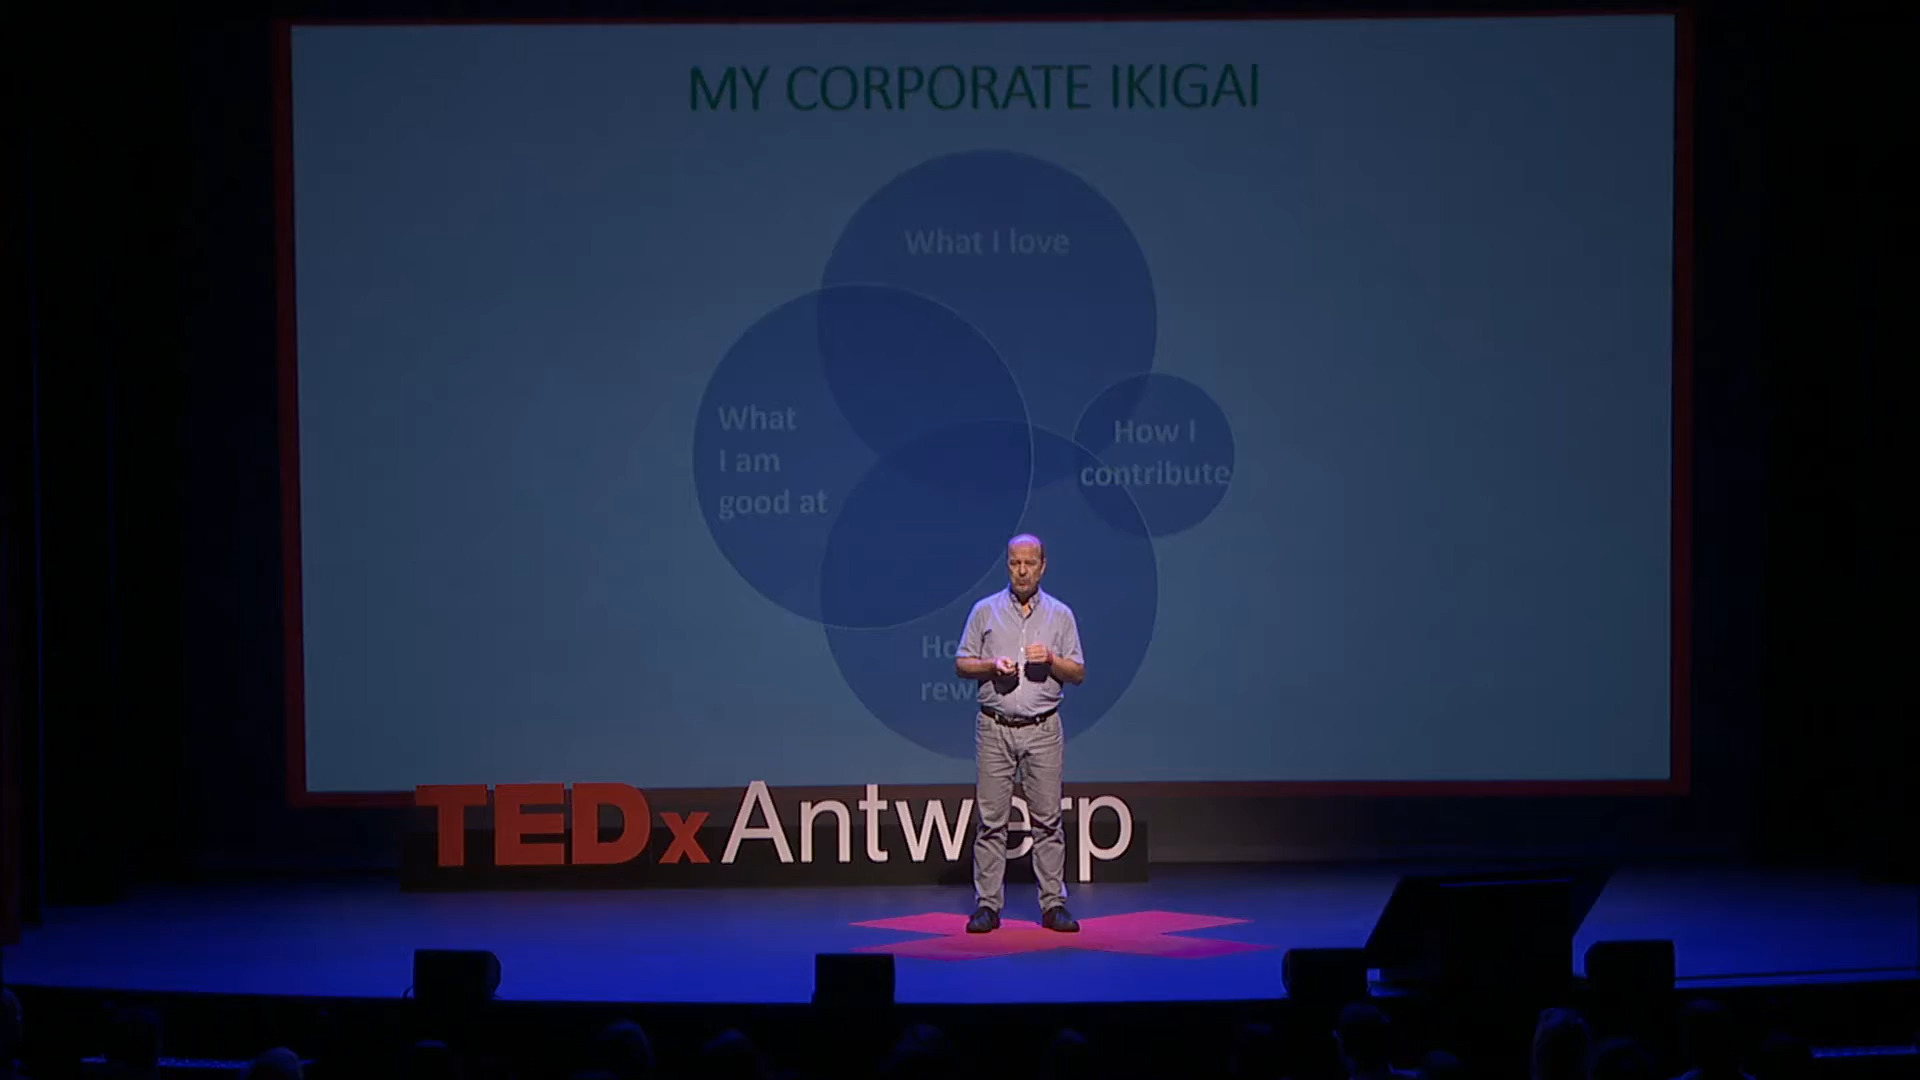 MY CORPORATE IKIGAI
What I love
What
I am
good at
How I
contribute
TEDxAntwerp